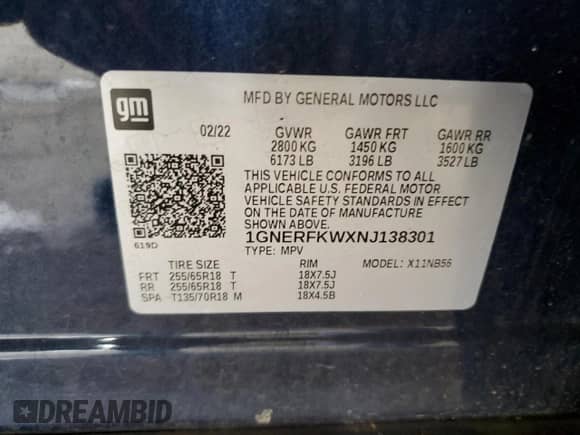 gm
MFD BY GENERAL MOTORS LLC
02/22 GVWR GAWR FRT GAWR RR
2800 KG 1450 KG 1600 KG
6173 LB 3196 LB 3527 LB
THIS VEHICLE CONFORMS TO ALL
APPLICABLE U.S. FEDERAL MOTOR
VEHICLE SAFETY STANDARDS IN EFFECT
ON THE DATE OF MANUFACTURE
SHOWN ABOVE.
619D
1GNERFKWXNJ138301
TYPE: MPV
TIRE SIZE RIM MODEL: X11NB56
FRT 255/65R18 T 18X7.5J
RR 255/65R18 T 18X7.5J
SPA T135/70R18 M 18X4.5B
DREAMBID